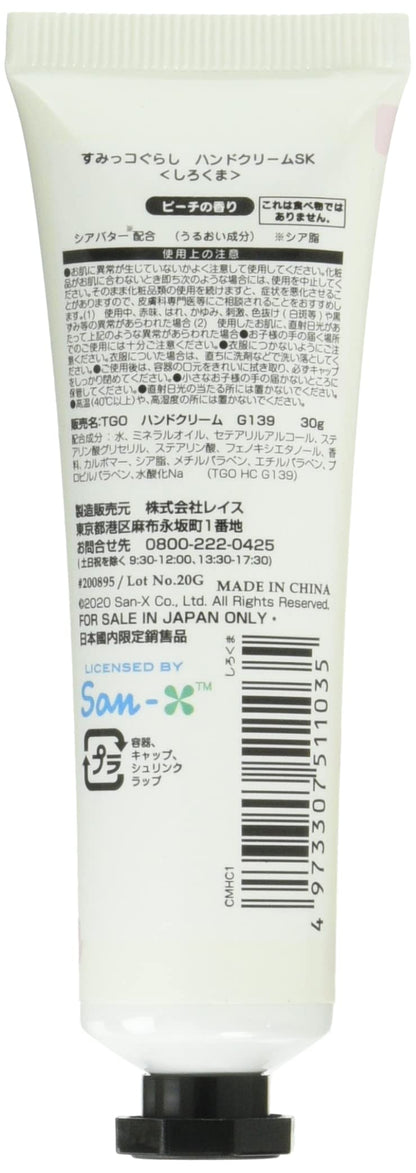 すみっコぐらし ハンドクリームSK
<しろくま>
ピーチの香り
これは食べ物では
ありません。
シアバター※配合 (うるおい成分) ※シア脂
使用上の注意
●お肌に異常が生じていないかよく注意して使用してください。化粧
品がお肌に合わないとき即ち次のような場合には、使用を中止してく
ださい。そのまま化粧品類の使用を続けますと、症状を悪化させるこ
とがありますので、皮膚科専門医等にご相談されることをおすすめし
ます。(1) 使用中、赤味、はれ、かゆみ、刺激、色抜け(白斑等)や黒
ずみ等の異常があらわれた場合(2) 使用したお肌に、直射日光があ
たって上記のような異常があらわれた場合●お子様の手の届く場所
でのご使用には十分ご注意ください。●衣服につかないようにご注
意ください。衣服についた場合は、直ちに洗剤などで洗い落としてく
ださい。●ご使用後は、容器の口元をきれいに拭き取り、必ずキャップ
をしっかり閉めてください。●小さなお子様の手の届かないところに
保管してください。●直射日光の当たる所には置かないでください。
●高温(40℃以上)や、高湿度の所には置かないでください。
販売名:TGO ハンドクリーム G139 30g
配合成分:水、ミネラルオイル、セテアリルアルコール、ステ
アリン酸グリセリル、ステアリン酸、フェノキシエタノール、香
料、カルボマー、シア脂、メチルパラベン、エチルパラベン、プ
ロピルパラベン、水酸化Na (TGO HC G139)
製造販売元 株式会社レイス
東京都港区麻布永坂町1番地
お問合せ先 0800-222-0425
(土日祝を除く 9:30-12:00、13:30-17:30)
#200895 / Lot No.20G MADE IN CHINA
©2020 San-X Co., Ltd. All Rights Reserved.
FOR SALE IN JAPAN ONLY・
日本國内限定銷售品
LICENSED BY
San-X™
プラ
容器、
キャップ、
シュリンク
ラップ
しろくま
CMHC1
4973307511035